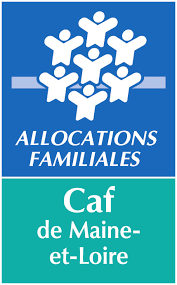 ALLOCATIONS
FAMILIALES
Caf
de Maine-
et-Loire